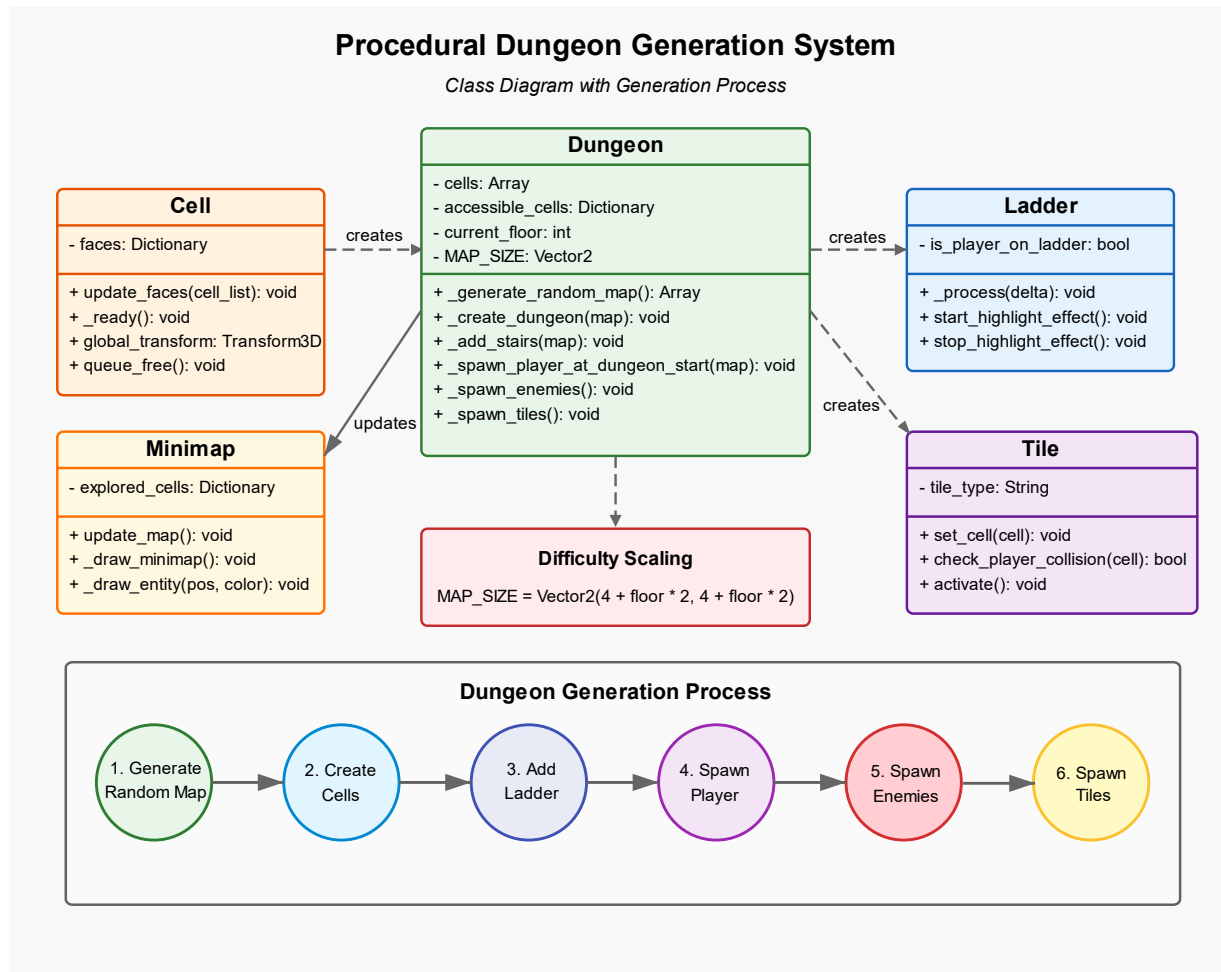 Procedural Dungeon Generation System
Class Diagram with Generation Process
Dungeon
- cells: Array
- accessible_cells: Dictionary
- current_floor: int
- MAP_SIZE: Vector2
+ _generate_random_map(): Array
+ _create_dungeon(map): void
+ _add_stairs(map): void
+ _spawn_player_at_dungeon_start(map): void
+ _spawn_enemies(): void
+ _spawn_tiles(): void
Cell
- faces: Dictionary
+ update_faces(cell_list): void
+ _ready(): void
+ global_transform: Transform3D
+ queue_free(): void
creates
creates
Ladder
- is_player_on_ladder: bool
+ _process(delta): void
+ start_highlight_effect(): void
+ stop_highlight_effect(): void
updates
creates
Minimap
- explored_cells: Dictionary
+ update_map(): void
+ _draw_minimap(): void
+ _draw_entity(pos, color): void
Tile
- tile_type: String
+ set_cell(cell): void
+ check_player_collision(cell): bool
+ activate(): void
Difficulty Scaling
MAP_SIZE = Vector2(4 + floor * 2, 4 + floor * 2)
Dungeon Generation Process
1. Generate
Random Map
2. Create
Cells
3. Add
Ladder
4. Spawn
Player
5. Spawn
Enemies
6. Spawn
Tiles